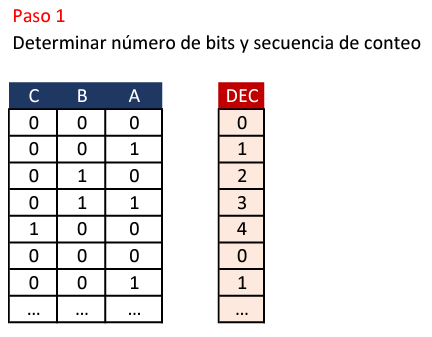 Paso 1
Determinar número de bits y secuencia de conteo
C B A DEC
0 0 0 0
0 0 1 1
0 1 0 2
0 1 1 3
1 0 0 4
0 0 0 0
0 0 1 1
... ... ... ...